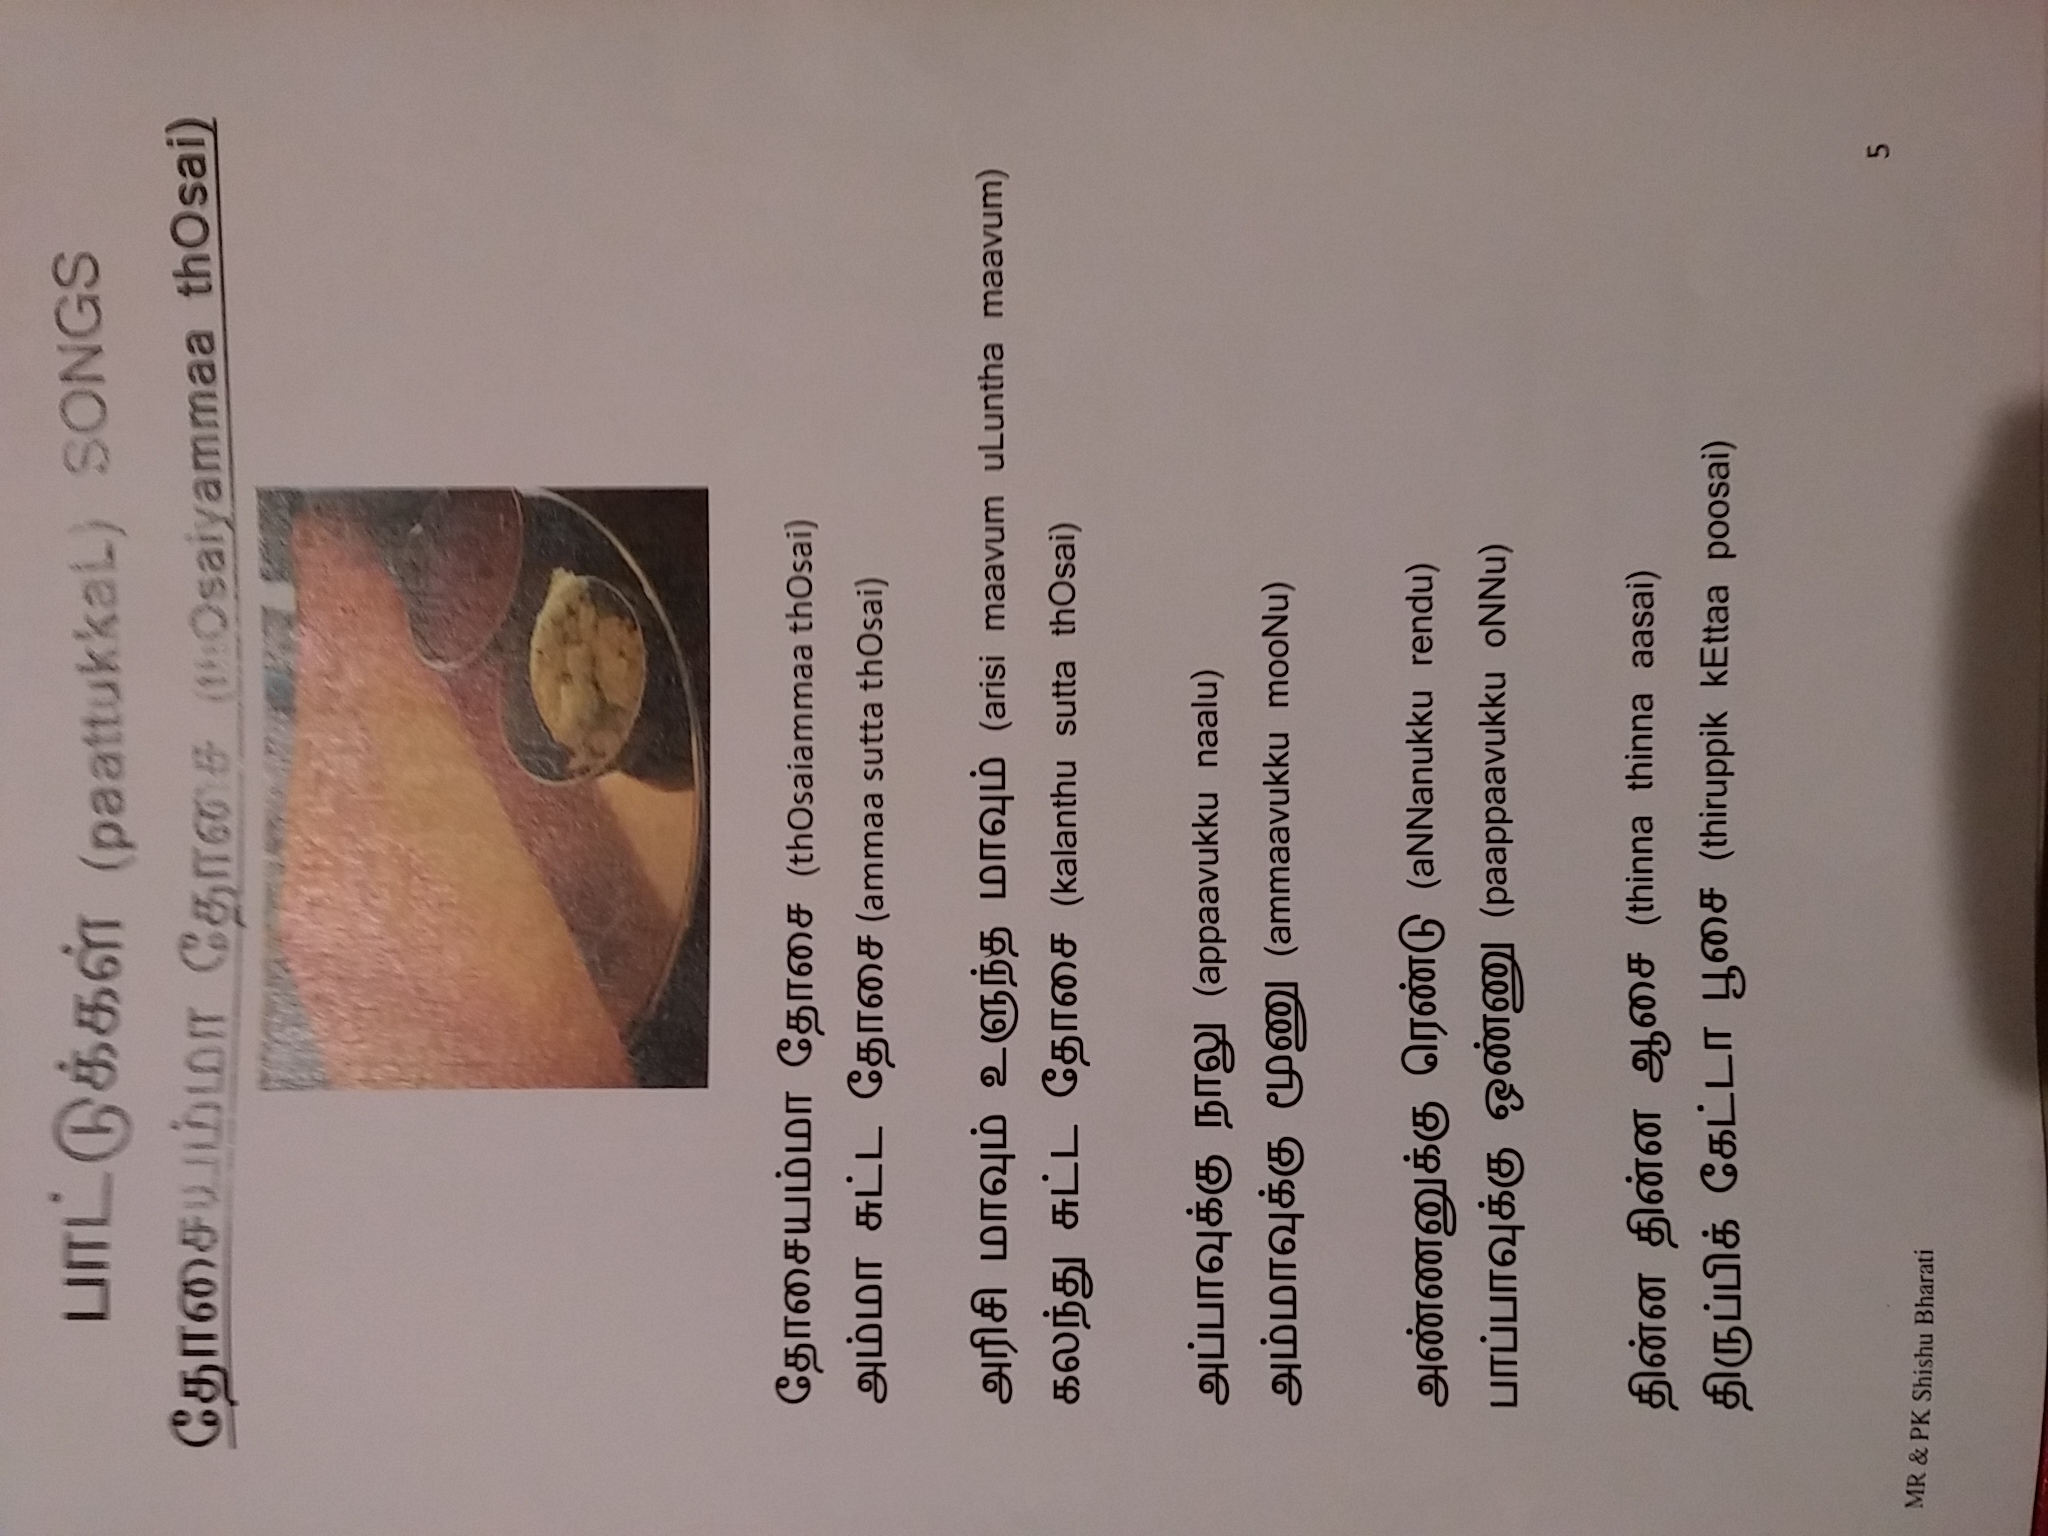 பாட்டுக்கள் (paattukkaL) SONGS
தோசையம்மா தோசை (thOsaiyammaa thOsai)
தோசையம்மா தோசை (thOsaiammaa thOsai)
அம்மா சுட்ட தோசை (ammaa sutta thOsai)
அரிசி மாவும் உளுந்த மாவும் (arisi maavum uLuntha maavum)
கலந்து சுட்ட தோசை (kalanthu sutta thOsai)
அப்பாவுக்கு நாலு (appaavukku naalu)
அம்மாவுக்கு மூணு (ammaavukku mooNu)
அண்ணனுக்கு ரெண்டு (aNNanukku rendu)
பாப்பாவுக்கு ஒண்ணு (paappaavukku oNNu)
தின்ன தின்ன ஆசை (thinna thinna aasai)
திருப்பிக் கேட்டா பூசை (thiruppik kEttaa poosai)
5
MR & PK Shishu Bharati